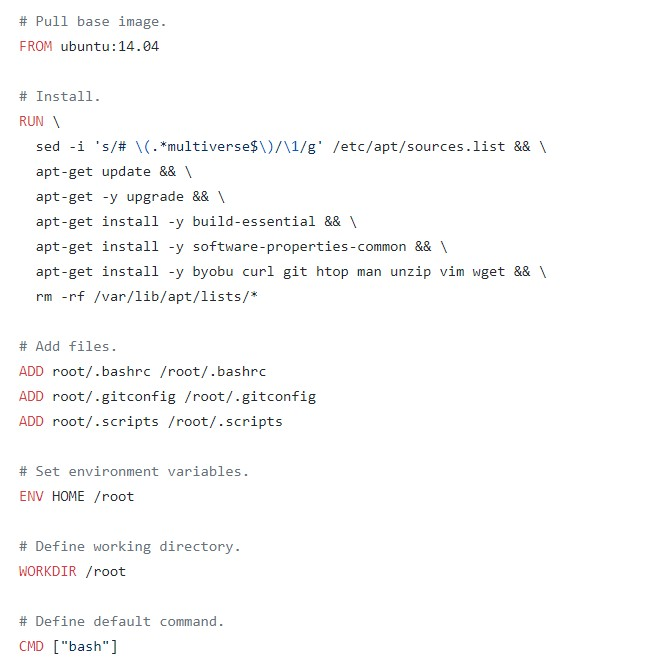 # Pull base image.
FROM ubuntu:14.04

# Install.
RUN \
  sed -i 's/# \(.*multiverse$\)/\1/g' /etc/apt/sources.list && \
  apt-get update && \
  apt-get -y upgrade && \
  apt-get install -y build-essential && \
  apt-get install -y software-properties-common && \
  apt-get install -y byobu curl git htop man unzip vim wget && \
  rm -rf /var/lib/apt/lists/*

# Add files.
ADD root/.bashrc /root/.bashrc
ADD root/.gitconfig /root/.gitconfig
ADD root/.scripts /root/.scripts

# Set environment variables.
ENV HOME /root

# Define working directory.
WORKDIR /root

# Define default command.
CMD ["bash"]